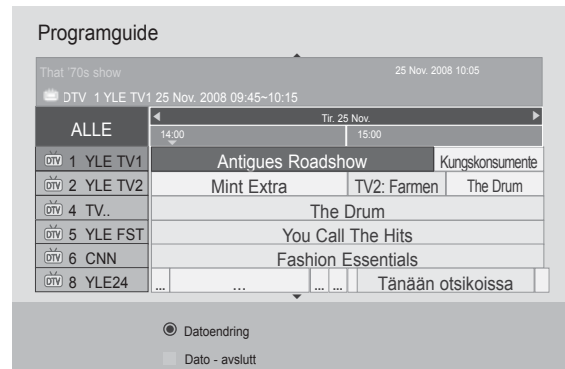 Programguide
That '70s show
25 Nov. 2008 10:05
DTV 1 YLE TV1 25 Nov. 2008 09:45~10:15
ALLE
Tir. 25 Nov.
14:00 15:00
DTV 1 YLE TV1 Antigues Roadshow Kungskonsumente
DTV 2 YLE TV2 Mint Extra TV2: Farmen The Drum
DTV 4 TV.. The Drum
DTV 5 YLE FST You Call The Hits
DTV 6 CNN Fashion Essentials
DTV 8 YLE24 ... ... ... ... Tänään otsikoissa
Datoendring
Dato - avslutt